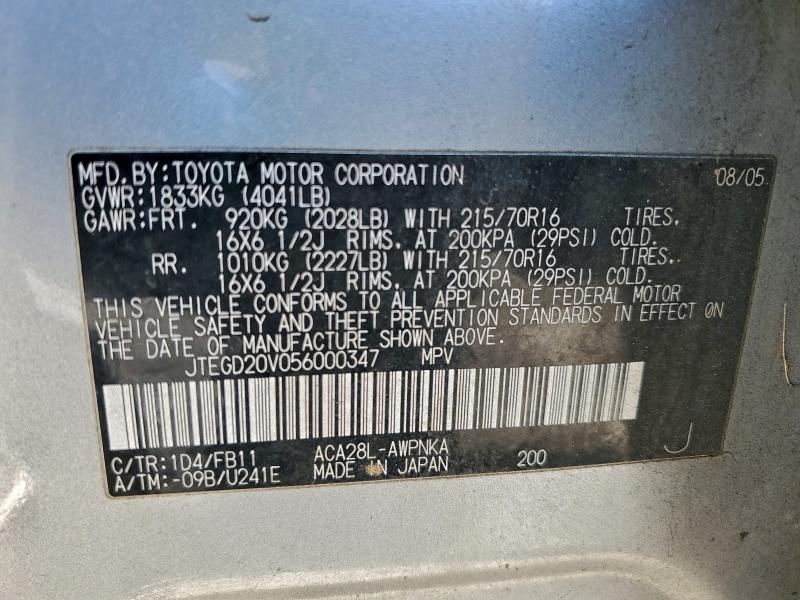 MFD.BY:TOYOTA MOTOR CORPORATION 08/05
GVWR:1833KG (4041LB)
GAWR:FRT. 920KG (2028LB) WITH 215/70R16 TIRES,
16X6 1/2J RIMS, AT 200KPA (29PSI) COLD.
RR. 1010KG (2227LB) WITH 215/70R16 TIRES,
16X6 1/2J RIMS, AT 200KPA (29PSI) COLD.
THIS VEHICLE CONFORMS TO ALL APPLICABLE FEDERAL MOTOR
VEHICLE SAFETY AND THEFT PREVENTION STANDARDS IN EFFECT ON
THE DATE OF MANUFACTURE SHOWN ABOVE.
JTEGD20V056000347 MPV
C/TR:1D4/FB11 ACA28L-AWPNKA J
A/TM:-09B/U241E MADE IN JAPAN 200